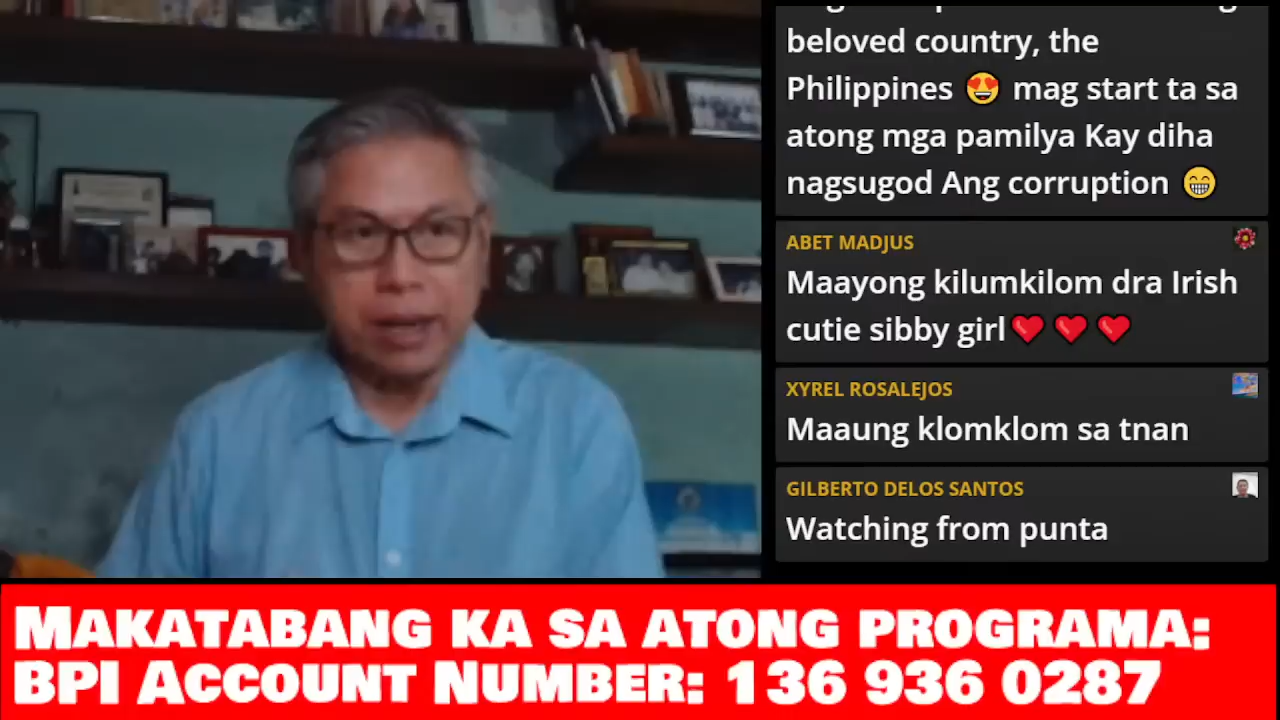 beloved country, the
Philippines 😍 mag start ta sa
atong mga pamilya Kay diha
nagsugod Ang corruption 😁
ABET MADJUS
Maayong kilumkilom dra Irish
cutie sibby girl❤️❤️❤️
XYREL ROSALEJOS
Maaung klomklom sa tnan
GILBERTO DELOS SANTOS
Watching from punta
MAKATABANG KA SA ATONG PROGRAMA:
BPI ACCOUNT NUMBER: 136 936 0287